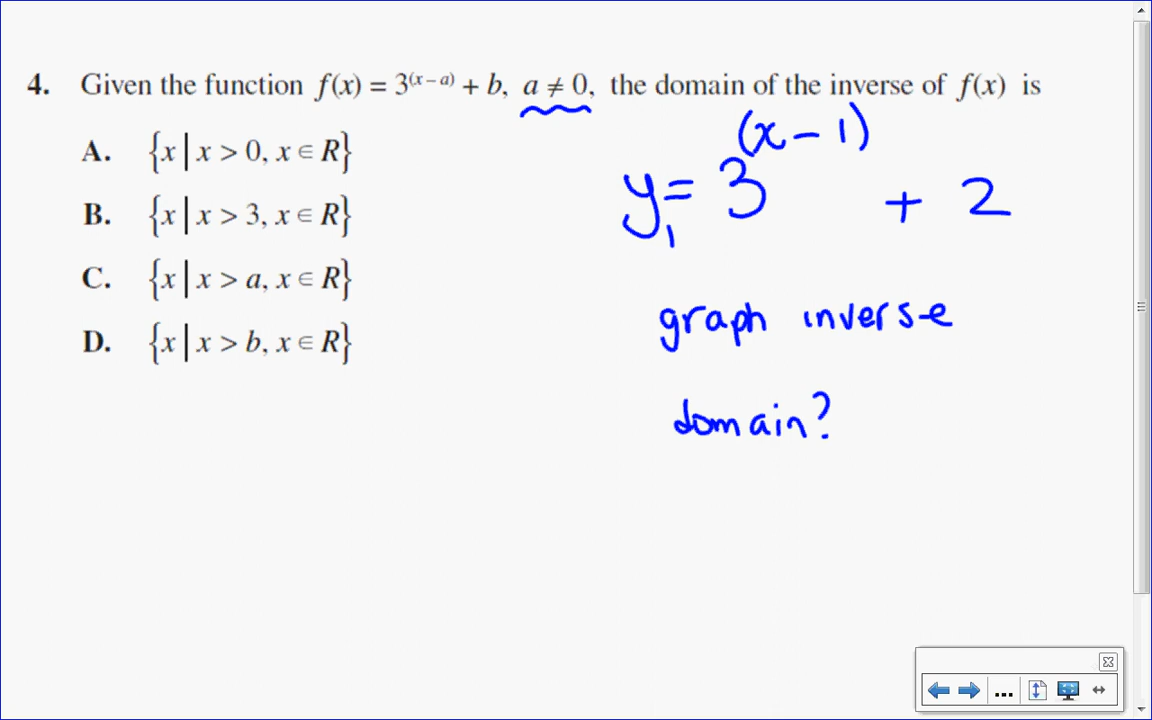 4. Given the function f(x) = 3^(x – a) + b, a ≠ 0, the domain of the inverse of f(x) is
A. {x | x > 0, x ∈ R}
B. {x | x > 3, x ∈ R}
C. {x | x > a, x ∈ R}
D. {x | x > b, x ∈ R}
y₁ = 3^(x – 1) + 2
graph inverse
domain?
...